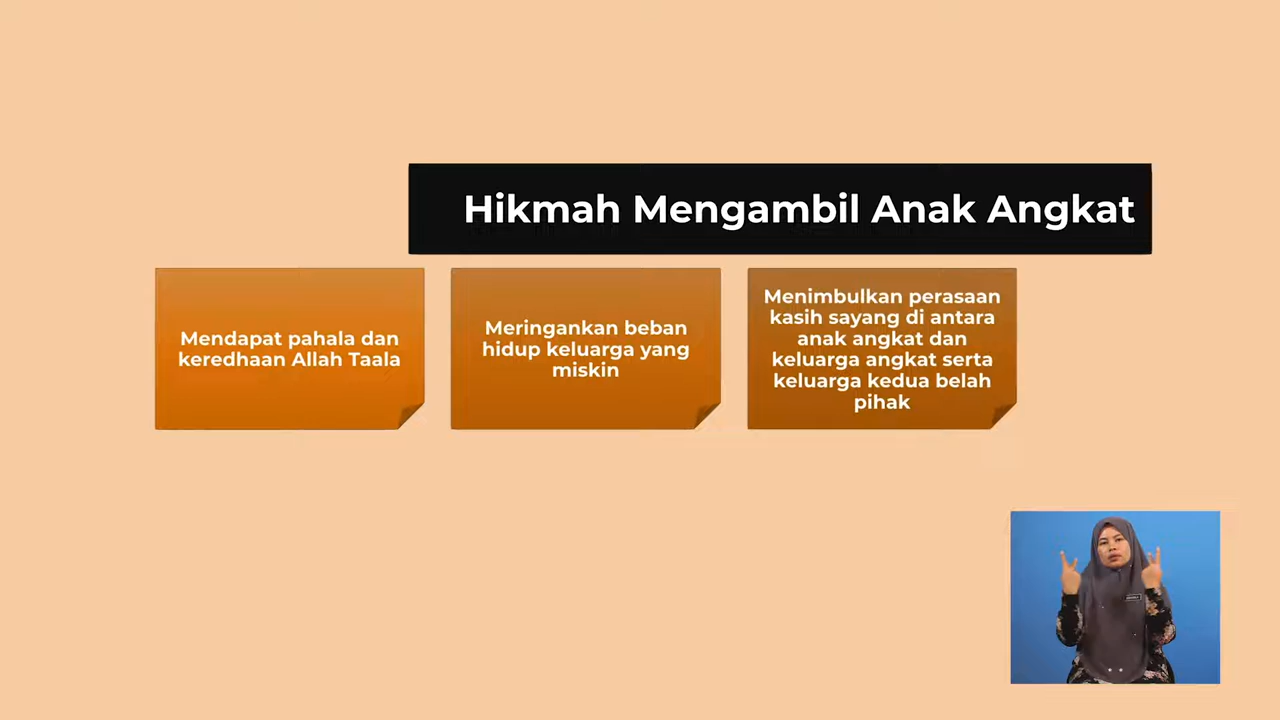 Hikmah Mengambil Anak Angkat
Mendapat pahala dan
keredhaan Allah Taala
Meringankan beban
hidup keluarga yang
miskin
Menimbulkan perasaan
kasih sayang di antara
anak angkat dan
keluarga angkat serta
keluarga kedua belah
pihak